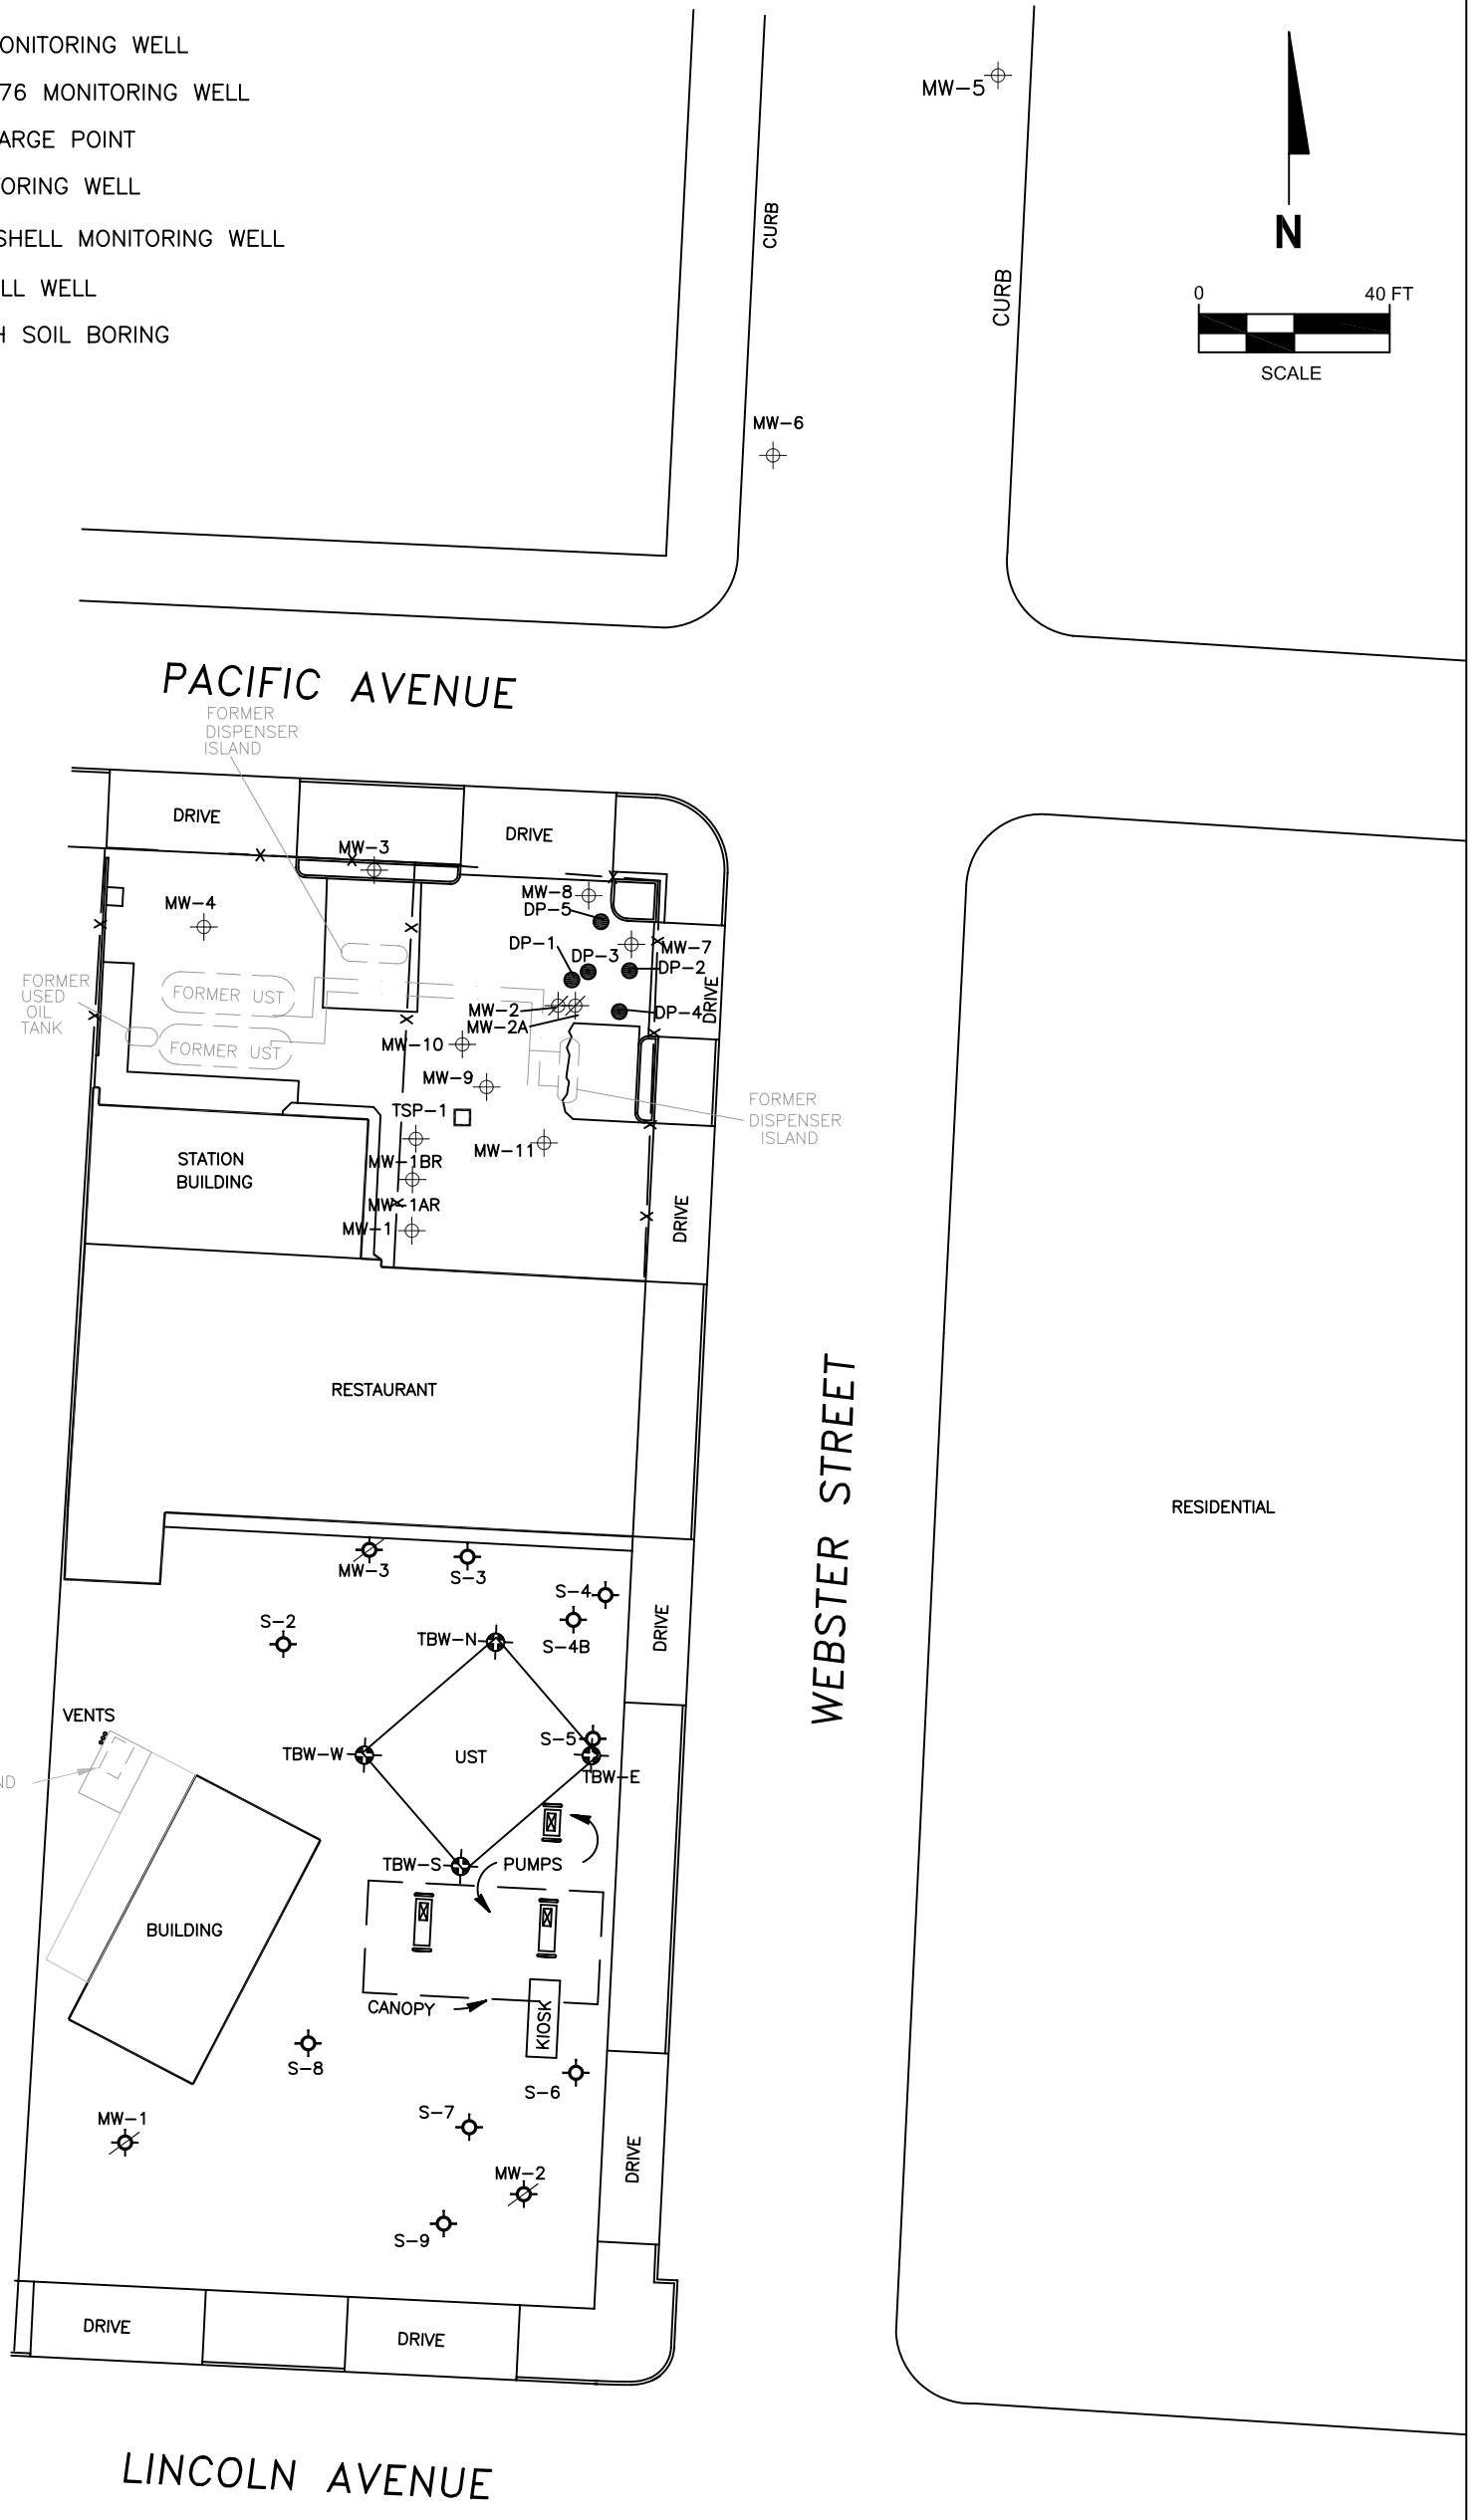 ONITORING WELL
76 MONITORING WELL
ARGE POINT
ORING WELL
SHELL MONITORING WELL
LL WELL
H SOIL BORING
MW-5
CURB
CURB
N
0
40 FT
SCALE
MW-6
PACIFIC AVENUE
FORMER
DISPENSER
ISLAND
DRIVE
DRIVE
MW-3
MW-8
DP-5
MW-4
DP-1
DP-3
MW-7
DP-2
DRIVE
FORMER
USED
OIL
TANK
FORMER UST
FORMER UST
MW-2
MW-2A
DP-4
MW-10
MW-9
TSP-1
FORMER
DISPENSER
ISLAND
MW-11
STATION
BUILDING
MW-1BR
MW-1AR
MW-1
DRIVE
RESTAURANT
WEBSTER STREET
RESIDENTIAL
MW-3
S-3
S-4
S-4B
S-2
TBW-N
DRIVE
VENTS
S-5
TBW-W
UST
TBW-E
ND
TBW-S
PUMPS
BUILDING
CANOPY
KIOSK
S-8
S-6
S-7
MW-1
MW-2
DRIVE
S-9
DRIVE
DRIVE
LINCOLN AVENUE